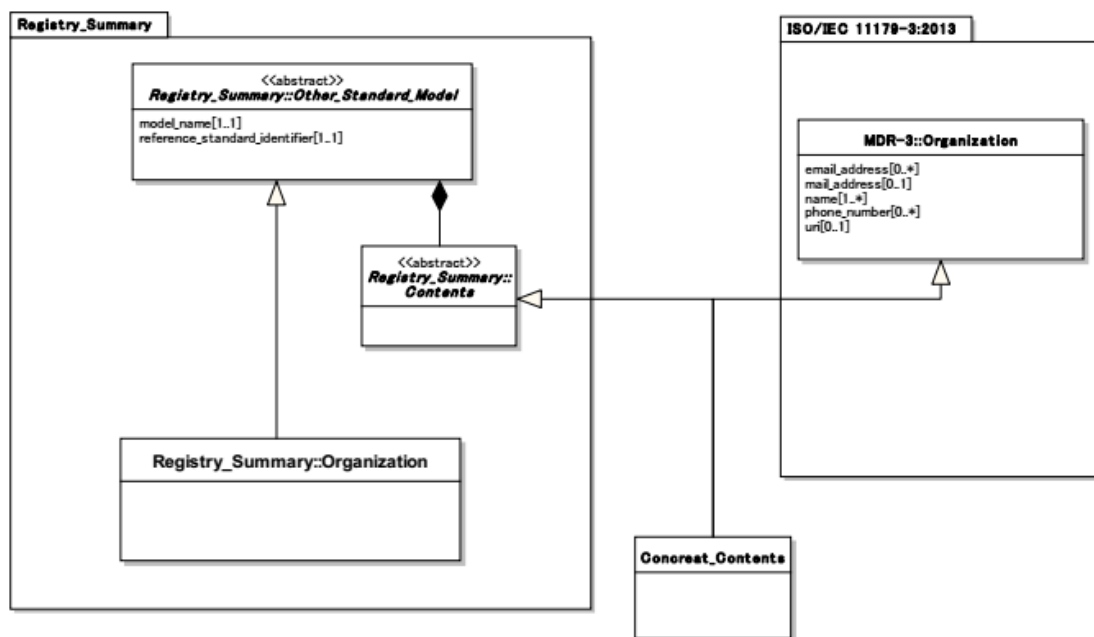 Registry_Summary
<<abstract>>
Registry_Summary::Other_Standard_Model
model_name[1..1]
reference_standard_identifier[1..1]
<<abstract>>
Registry_Summary::
Contents
Registry_Summary::Organization
ISO/IEC 11179-3:2013
MDR-3::Organization
email_address[0..*]
mail_address[0..1]
name[1..*]
phone_number[0..*]
uri[0..1]
Concreat_Contents